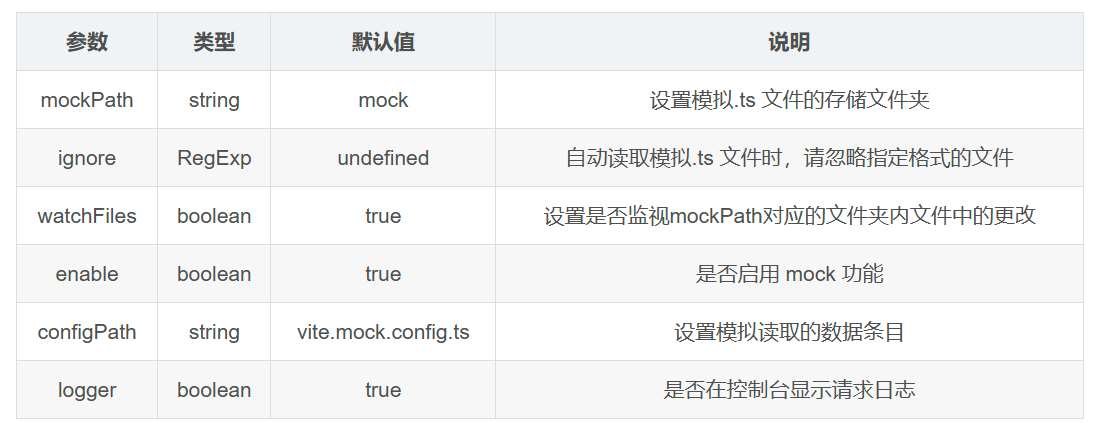 参数 类型 默认值 说明
mockPath string mock 设置模拟.ts 文件的存储文件夹
ignore RegExp undefined 自动读取模拟.ts 文件时，请忽略指定格式的文件
watchFiles boolean true 设置是否监视mockPath对应的文件夹内文件中的更改
enable boolean true 是否启用 mock 功能
configPath string vite.mock.config.ts 设置模拟读取的数据条目
logger boolean true 是否在控制台显示请求日志